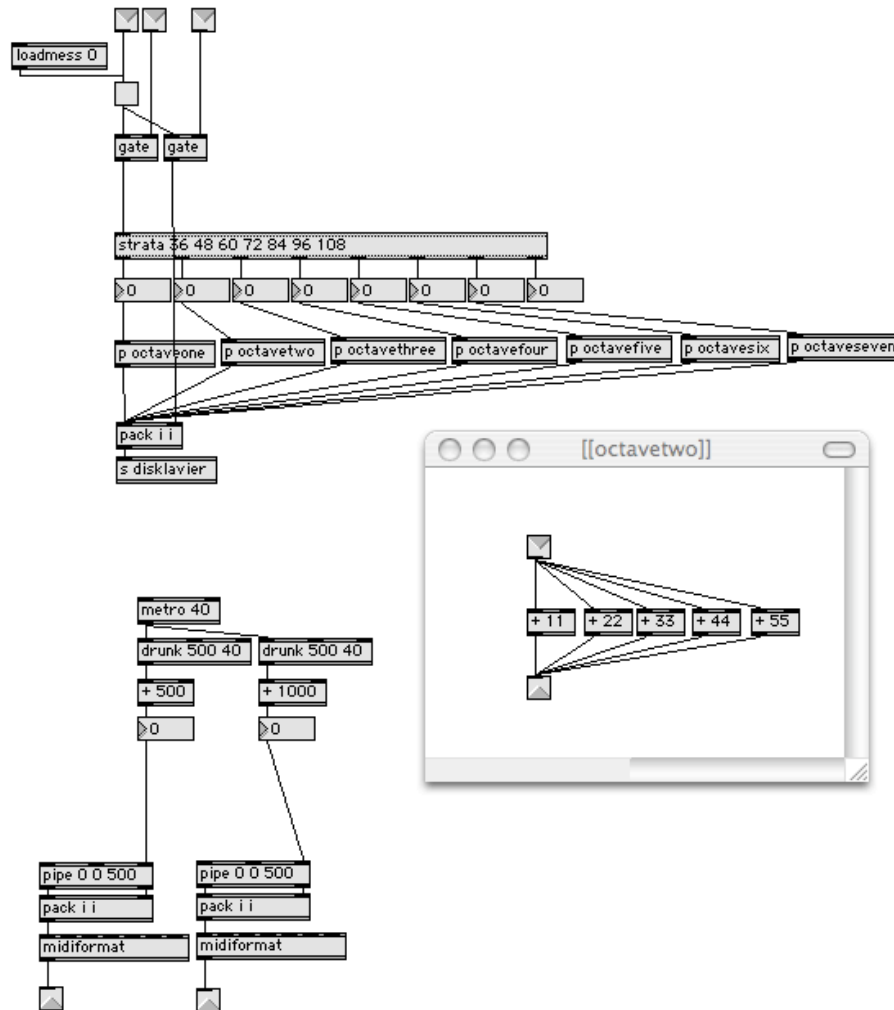 loadmess 0
gate gate
strata 36 48 60 72 84 96 108
0 0 0 0 0 0 0 0
p octaveone p octavetwo p octavethree p octavefour p octavefive p octavesix p octaveseven
pack i i
s disklavier
[[octavetwo]]
+ 11 + 22 + 33 + 44 + 55
metro 40
drunk 500 40 drunk 500 40
+ 500 + 1000
0 0
pipe 0 0 500 pipe 0 0 500
pack i i pack i i
midiformat midiformat